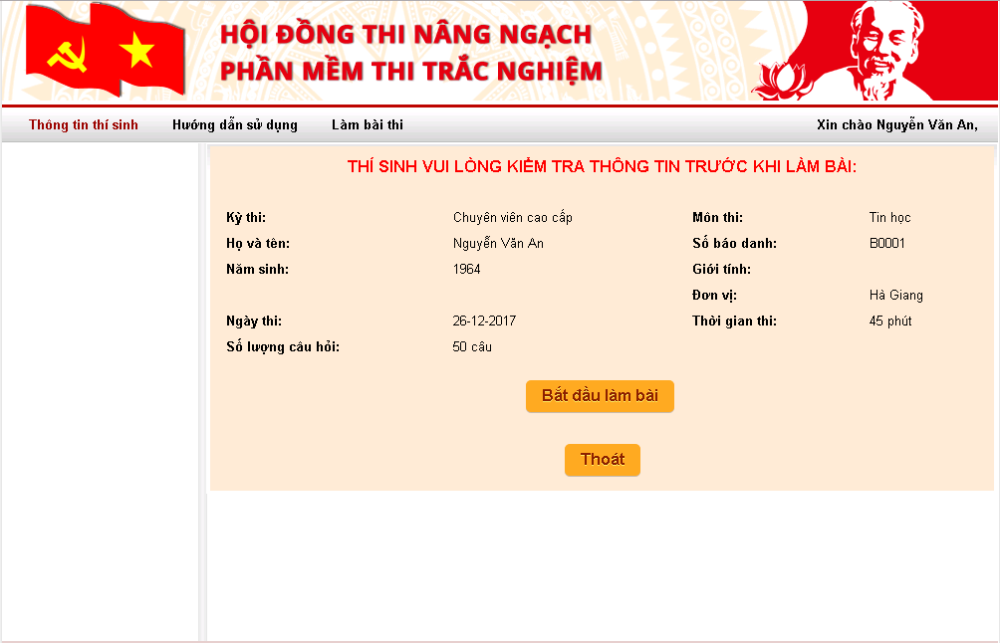 HỘI ĐỒNG THI NÂNG NGẠCH
PHẦN MỀM THI TRẮC NGHIỆM
Thông tin thí sinh Hướng dẫn sử dụng Làm bài thi Xin chào Nguyễn Văn An,
THÍ SINH VUI LÒNG KIỂM TRA THÔNG TIN TRƯỚC KHI LÀM BÀI:
Kỳ thi: Chuyên viên cao cấp Môn thi: Tin học
Họ và tên: Nguyễn Văn An Số báo danh: B0001
Năm sinh: 1964 Giới tính:
Đơn vị: Hà Giang
Ngày thi: 26-12-2017 Thời gian thi: 45 phút
Số lượng câu hỏi: 50 câu
Bắt đầu làm bài
Thoát